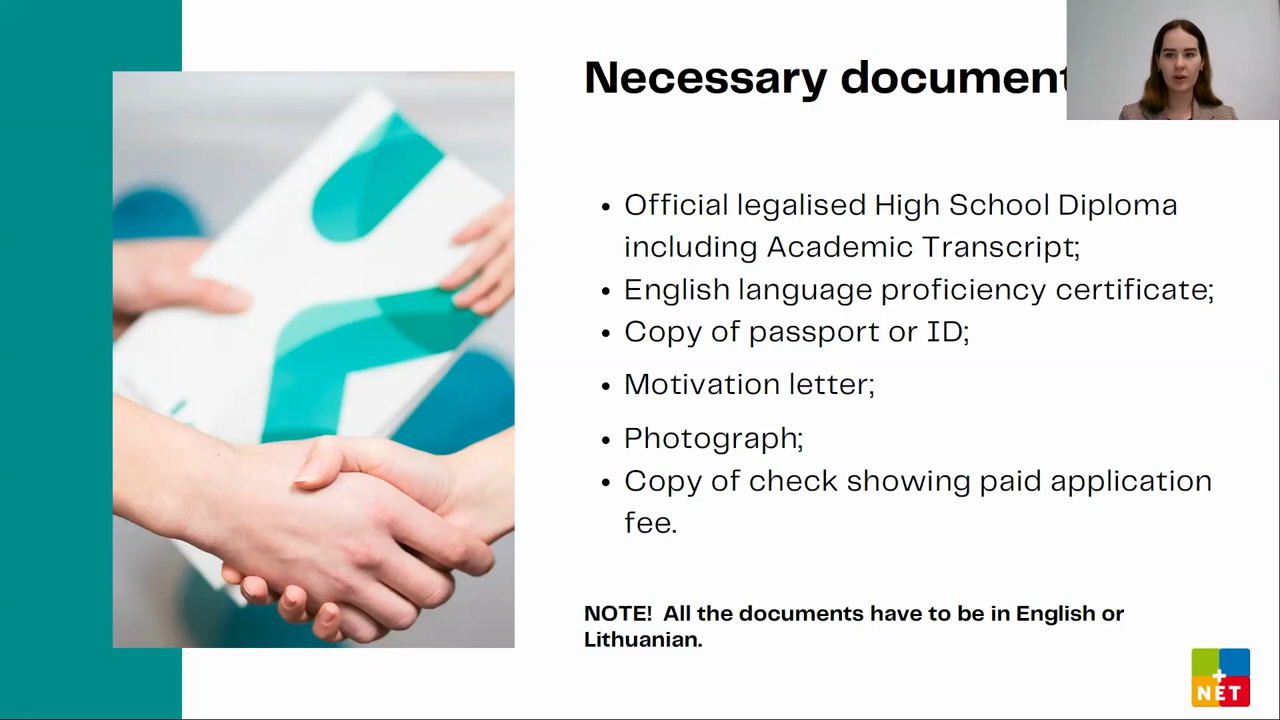 Necessary document
Official legalised High School Diploma
including Academic Transcript;
English language proficiency certificate;
Copy of passport or ID;
Motivation letter;
Photograph;
Copy of check showing paid application
fee.
NOTE! All the documents have to be in English or
Lithuanian.
+
NET